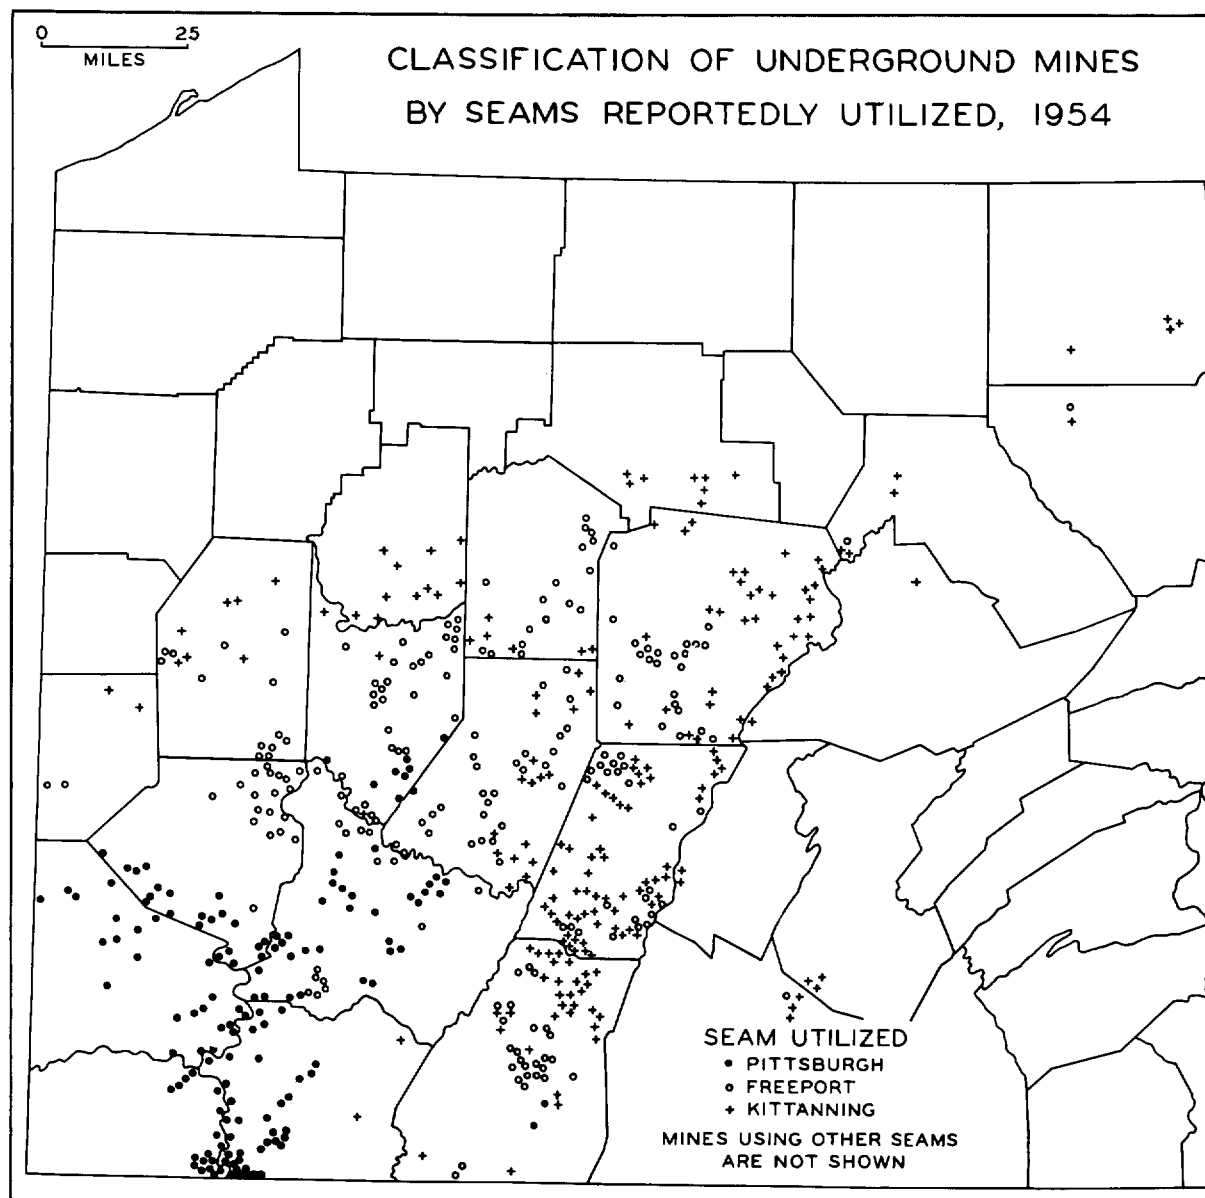 0 25
MILES
CLASSIFICATION OF UNDERGROUND MINES
BY SEAMS REPORTEDLY UTILIZED, 1954
SEAM UTILIZED
PITTSBURGH
FREEPORT
KITTANNING
MINES USING OTHER SEAMS
ARE NOT SHOWN